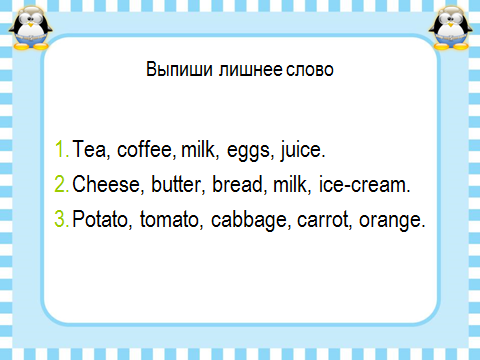 Выпиши лишнее слово
1. Tea, coffee, milk, eggs, juice.
2. Cheese, butter, bread, milk, ice-cream.
3. Potato, tomato, cabbage, carrot, orange.